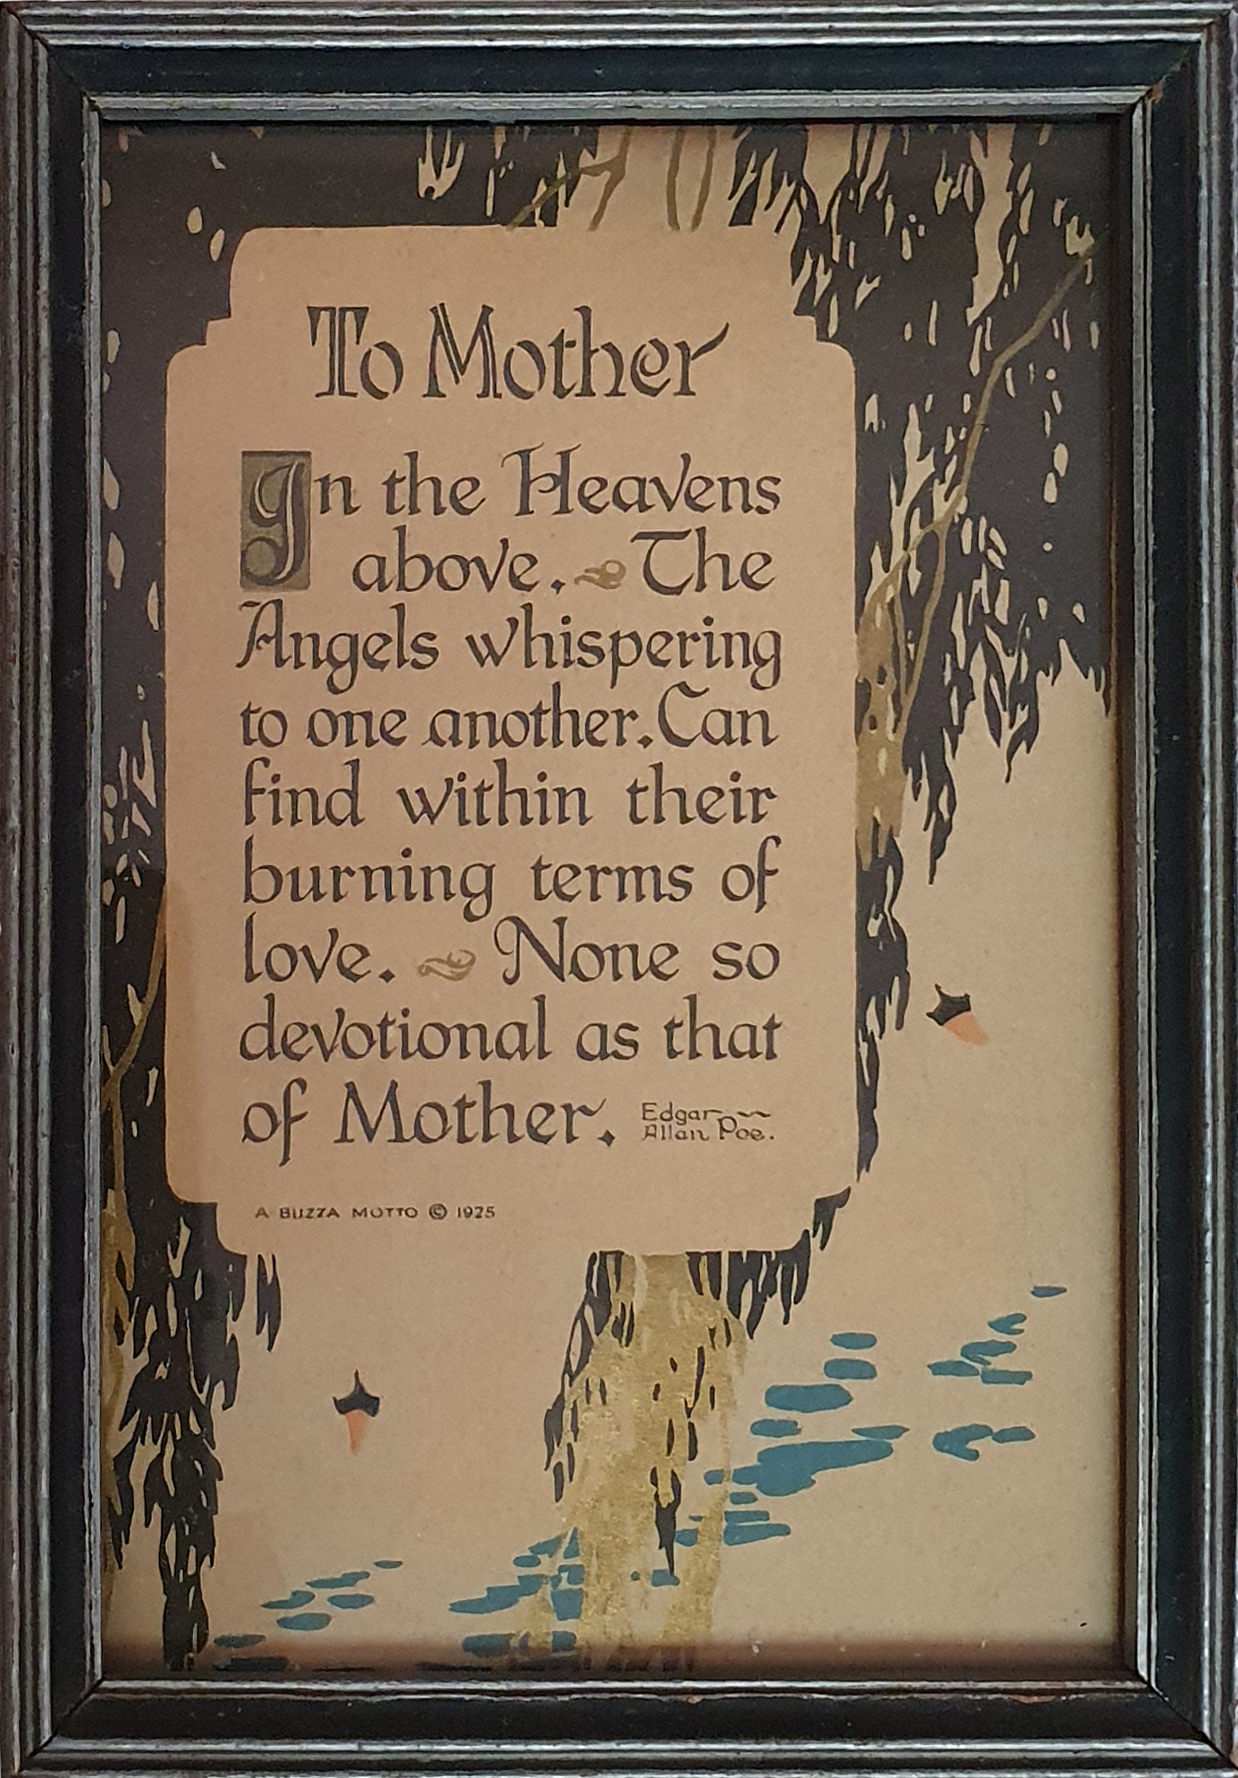 To Mother
In the Heavens
above. The
Angels whispering
to one another. Can
find within their
burning terms of
love. None so
devotional as that
of Mother. Edgar
Allan Poe.
A BUZZA MOTTO © 1925